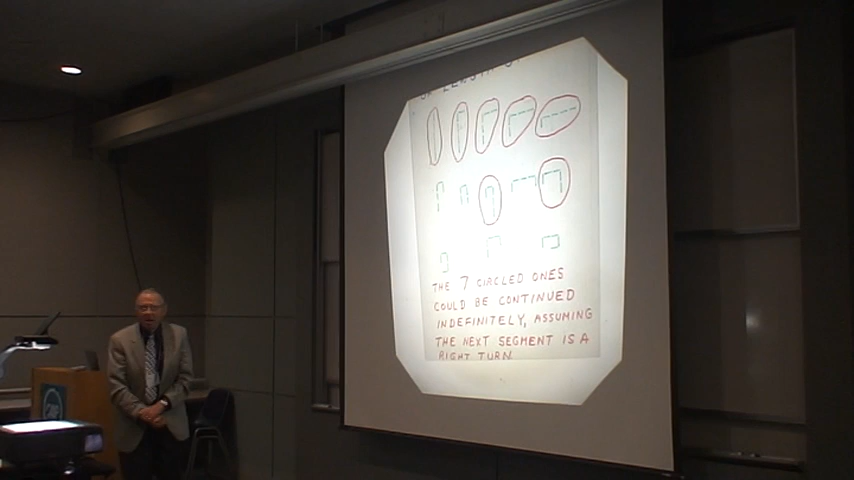 THE 7 CIRCLED ONES
COULD BE CONTINUED
INDEFINITELY, ASSUMING
THE NEXT SEGMENT IS A
RIGHT TURN